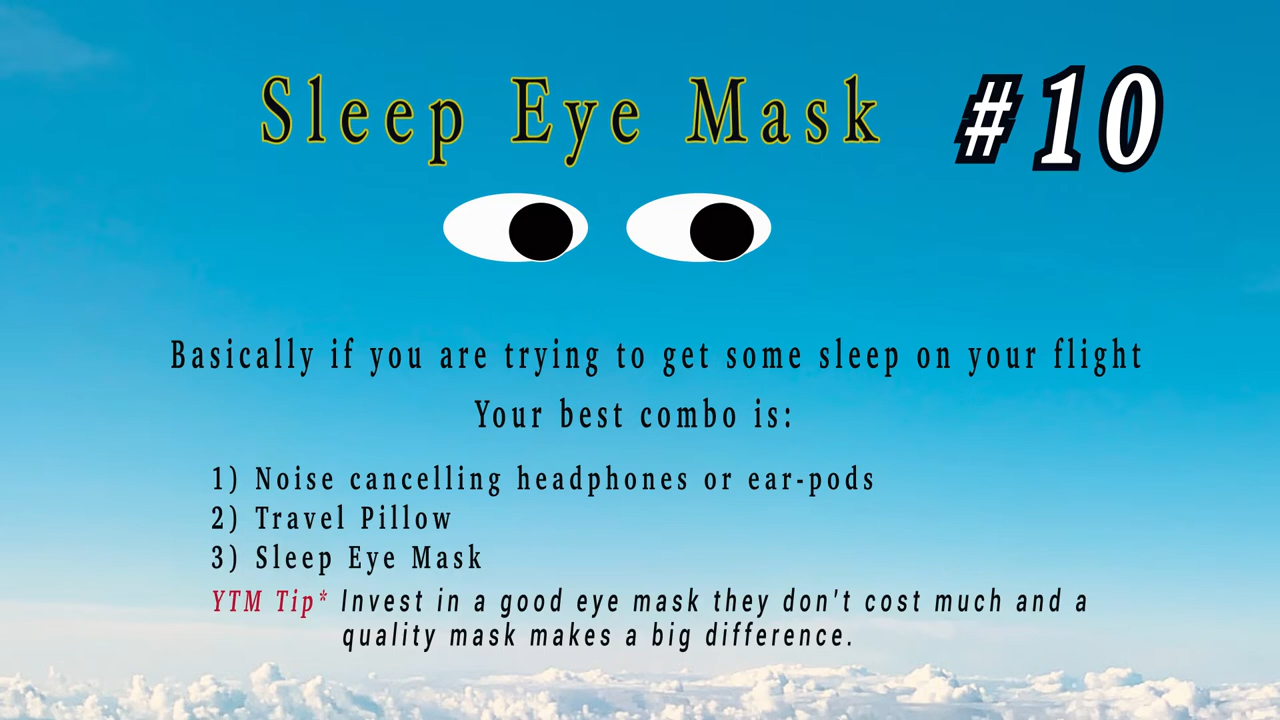 Sleep Eye Mask #10
Basically if you are trying to get some sleep on your flight
Your best combo is:
1) Noise cancelling headphones or ear-pods
2) Travel Pillow
3) Sleep Eye Mask
YTM Tip* Invest in a good eye mask they don't cost much and a
quality mask makes a big difference.